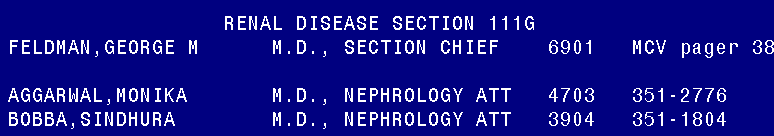 RENAL DISEASE SECTION 111G
FELDMAN,GEORGE M M.D., SECTION CHIEF 6901 MCV pager 38
AGGARWAL,MONIKA M.D., NEPHROLOGY ATT 4703 351-2776
BOBBA,SINDHURA M.D., NEPHROLOGY ATT 3904 351-1804